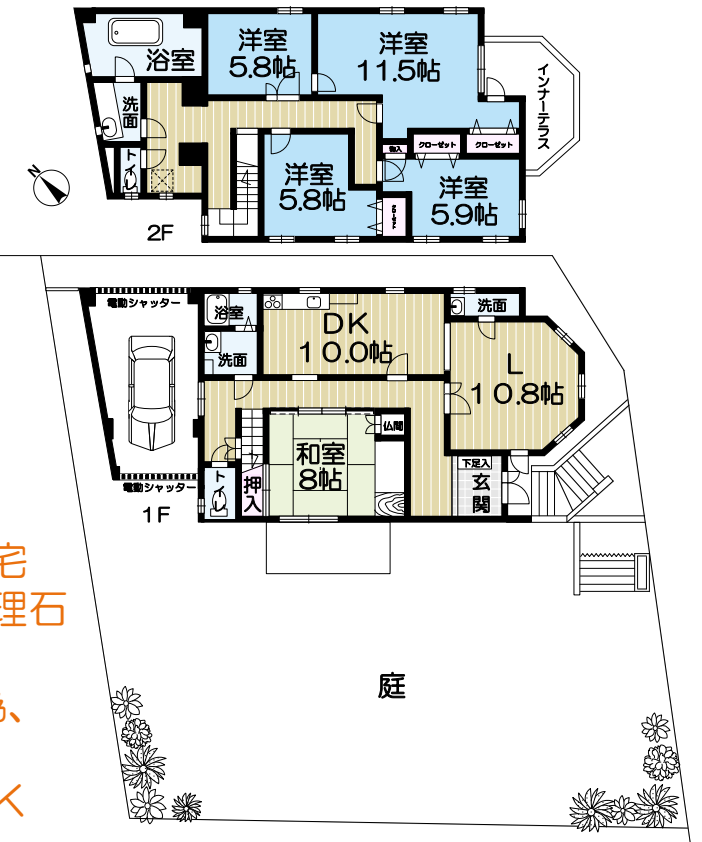 浴室
洋室
5.8帖
洋室
11.5帖
インナーテラス
洗面
トイレ
洋室
5.8帖
物入
クローゼット
クローゼット
クローゼット
洋室
5.9帖
N
2F
電動シャッター
浴室
洗面
DK
10.0帖
洗面
L
10.8帖
和室
8帖
仏間
押入
トイレ
下足入
玄関
電動シャッター
1F
宅
理石
、
く
庭